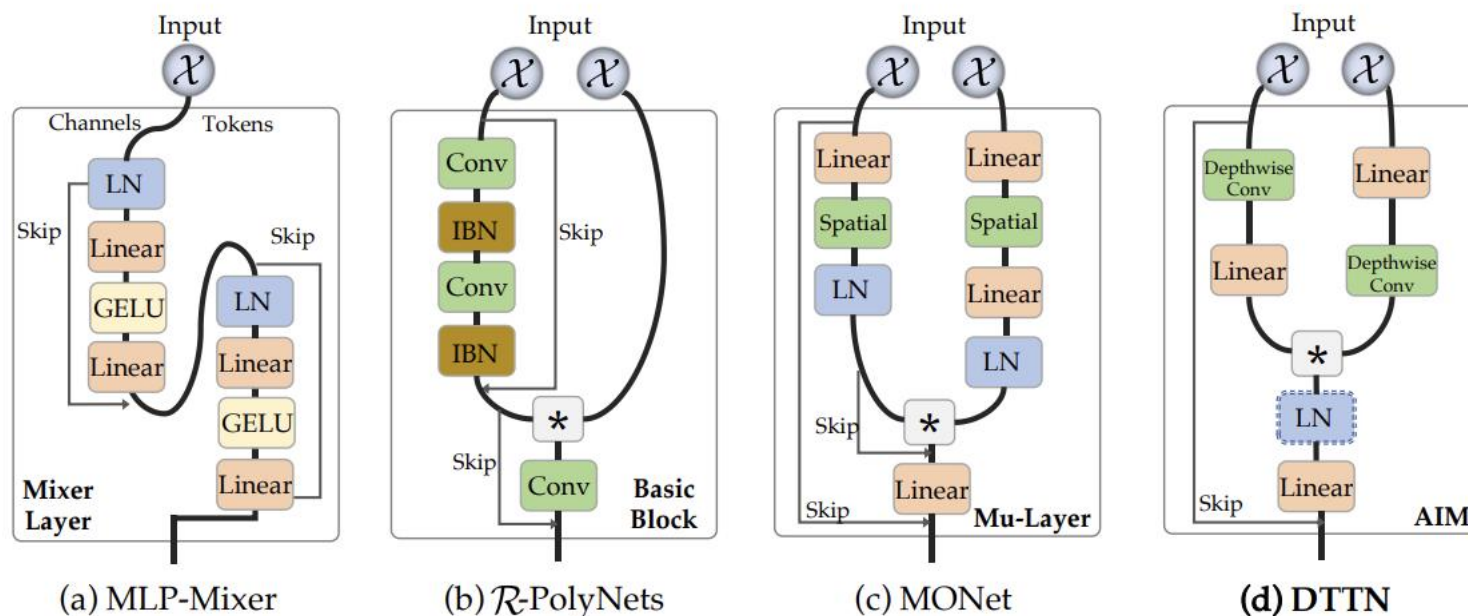 Input
𝒳
Channels
Tokens
LN
Skip
Linear
GELU
Linear
Skip
LN
Linear
GELU
Linear
Mixer
Layer
(a) MLP-Mixer
Input
𝒳
𝒳
Conv
IBN
Skip
Conv
IBN
*
Skip
Conv
Basic
Block
(b) ℛ-PolyNets
Input
𝒳
𝒳
Linear
Linear
Spatial
Spatial
LN
Linear
LN
*
Skip
Linear
Skip
Mu-Layer
(c) MONet
Input
𝒳
𝒳
Depthwise
Conv
Linear
Linear
Depthwise
Conv
*
LN
Linear
Skip
AIM
(d) DTTN